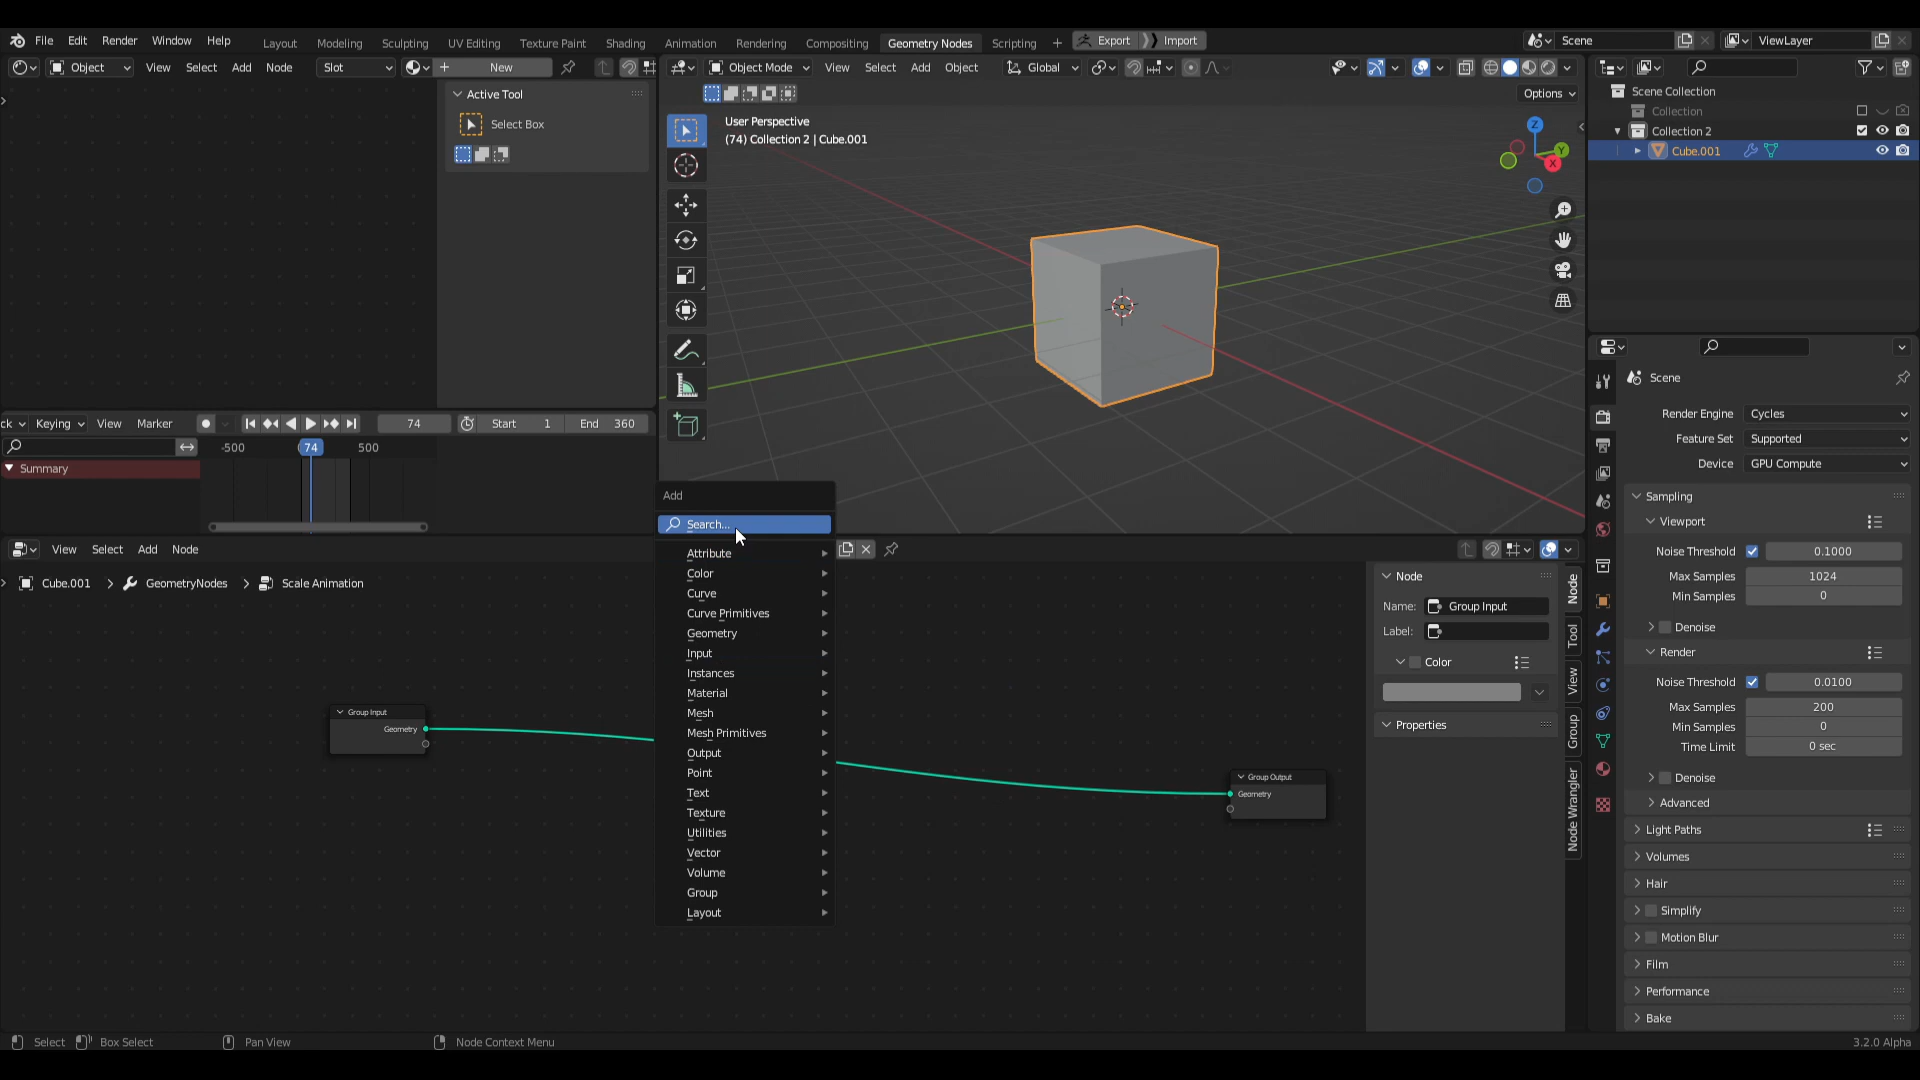 File Edit Render Window Help Layout Modeling Sculpting UV Editing Texture Paint Shading Animation Rendering Compositing Geometry Nodes Scripting + Export Import Scene ViewLayer
Object View Select Add Node Slot New
Object Mode View Select Add Object Global
Options
Active Tool
Select Box
User Perspective
(74) Collection 2 | Cube.001
Z
Y
X
Scene Collection
Collection
Collection 2
Cube.001
ck Keying View Marker 74 Start 1 End 360
-500 74 500
Summary
Scene
Render Engine Cycles
Feature Set Supported
Device GPU Compute
Sampling
Viewport
Noise Threshold 0.1000
Max Samples 1024
Min Samples 0
Denoise
Render
Noise Threshold 0.0100
Max Samples 200
Min Samples 0
Time Limit 0 sec
Denoise
Advanced
Light Paths
Volumes
Hair
Simplify
Motion Blur
Film
Performance
Bake
View Select Add Node
Cube.001 > GeometryNodes > Scale Animation
Add
Search...
Attribute
Color
Curve
Curve Primitives
Geometry
Input
Instances
Material
Mesh
Mesh Primitives
Output
Point
Text
Texture
Utilities
Vector
Volume
Group
Layout
Group Input
Geometry
Group Output
Geometry
Node
Name: Group Input
Label:
Color
Properties
Node
Tool
View
Group
Node Wrangler
Select Box Select Pan View Node Context Menu 3.2.0 Alpha